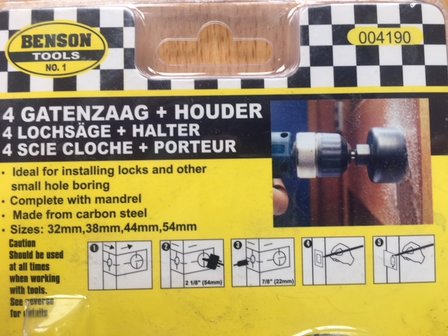 BENSON
TOOLS
NO. 1
004190
4 GATENZAAG + HOUDER
4 LOCHSÄGE + HALTER
4 SCIE CLOCHE + PORTEUR
• Ideal for installing locks and other
small hole boring
• Complete with mandrel
• Made from carbon steel
• Sizes: 32mm,38mm,44mm,54mm
Caution
Should be used
at all times
when working
with tools.
See reverse
for details
1
2
3
4
5
2 1/8" (54mm)
7/8" (22mm)